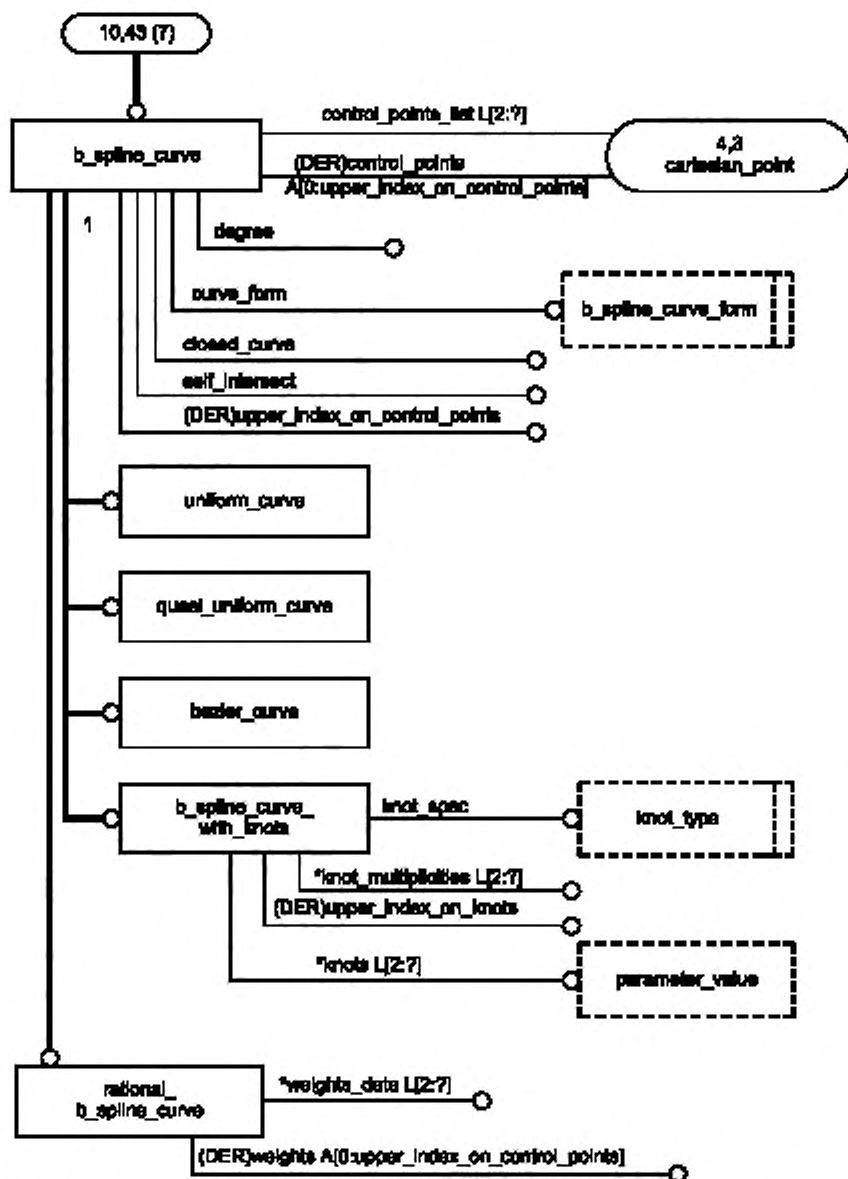 10,43 (7)
control_points_list L[2:?]
b_spline_curve
(DER)control_points
A[0:upper_index_on_control_points]
4,3
cartesian_point
1
degree
curve_form
b_spline_curve_form
closed_curve
self_intersect
(DER)upper_index_on_control_points
uniform_curve
quasi_uniform_curve
bezier_curve
b_spline_curve_
with_knots
knot_spec
knot_type
*knot_multiplicities L[2:?]
(DER)upper_index_on_knots
*knots L[2:?]
parameter_value
rational_
b_spline_curve
*weights_data L[2:?]
(DER)weights A[0:upper_index_on_control_points]